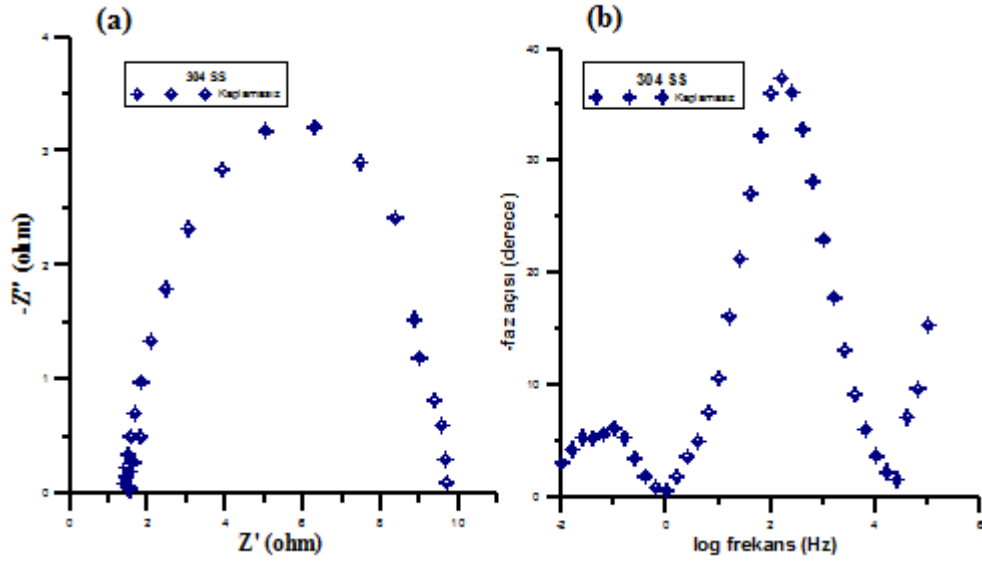 (a)
4
3
2
1
0
-Z'' (ohm)
304 SS
Kaplamasız
0 2 4 6 8 10
Z' (ohm)
(b)
40
30
20
10
0
-faz açısı (derece)
304 SS
Kaplamasız
-2 0 2 4 6
log frekans (Hz)